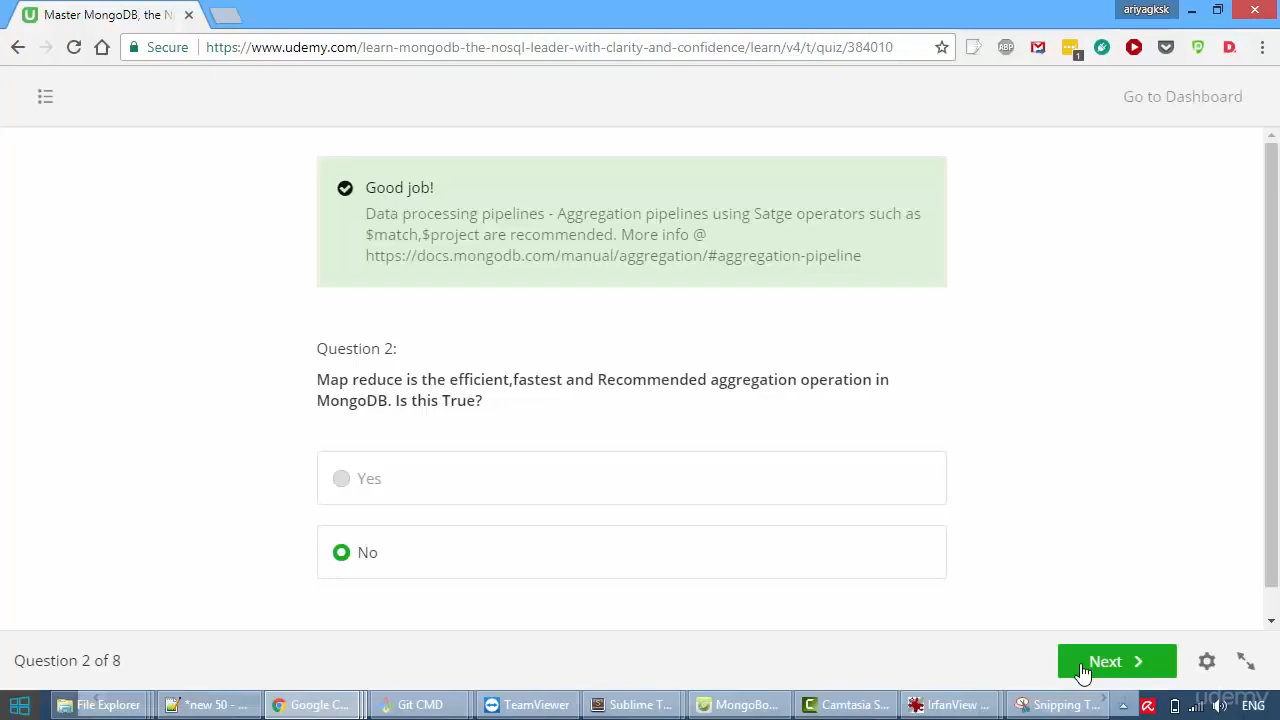 Master MongoDB, the N
ariyagksk
Secure
https://www.udemy.com/learn-mongodb-the-nosql-leader-with-clarity-and-confidence/learn/v4/t/quiz/384010
ABP
1
D.
Go to Dashboard
Good job!
Data processing pipelines - Aggregation pipelines using Satge operators such as
$match,$project are recommended. More info @
https://docs.mongodb.com/manual/aggregation/#aggregation-pipeline
Question 2:
Map reduce is the efficient,fastest and Recommended aggregation operation in
MongoDB. Is this True?
Yes
No
Question 2 of 8
Next
udemy
File Explorer
*new 50 - ...
Google C...
Git CMD
TeamViewer
Sublime T...
MongoBo...
Camtasia S...
IrfanView ...
Snipping T...
ENG